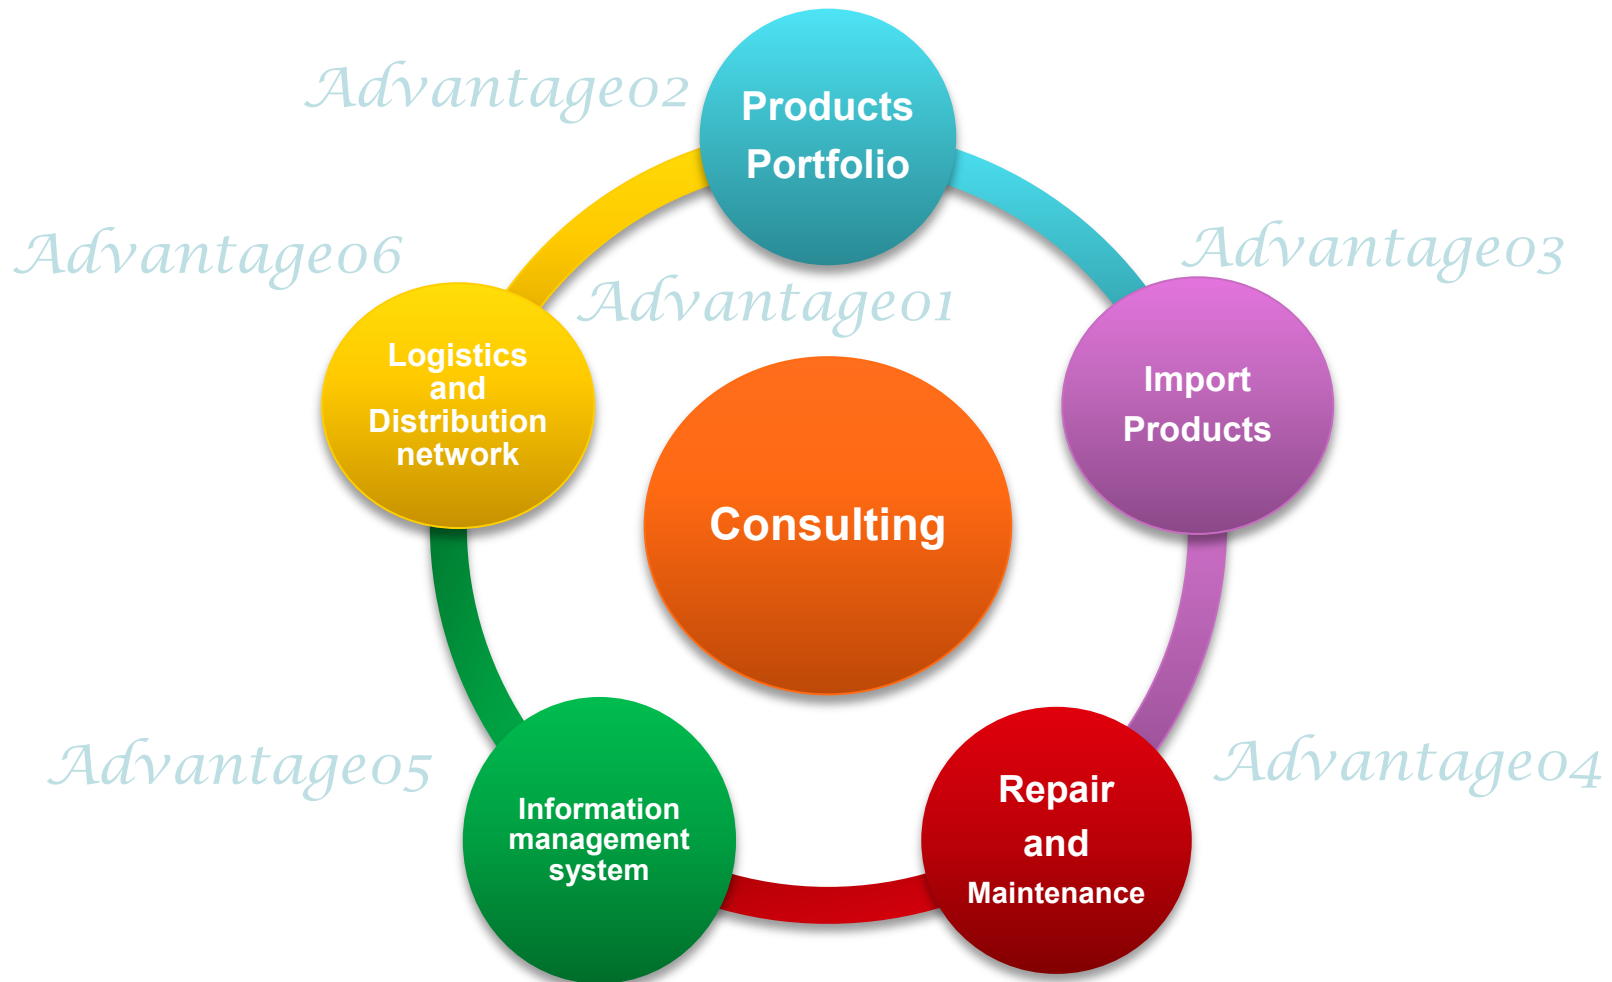 Advantage02
Products
Portfolio
Advantage06
Advantage03
Advantage01
Logistics
and
Distribution
network
Import
Products
Consulting
Advantage05
Advantage04
Information
management
system
Repair
and
Maintenance